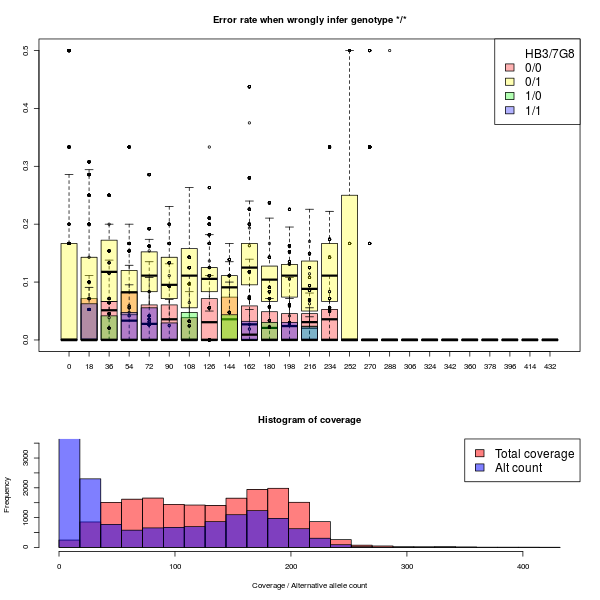 Error rate when wrongly infer genotype */*
0.5
0.4
0.3
0.2
0.1
0.0
HB3/7G8
0/0
0/1
1/0
1/1
0 18 36 54 72 90 108 126 144 162 180 198 216 234 252 270 288 306 324 342 360 378 396 414 432
Histogram of coverage
Frequency
3000
2000
1000
0
Total coverage
Alt count
0 100 200 300 400
Coverage / Alternative allele count